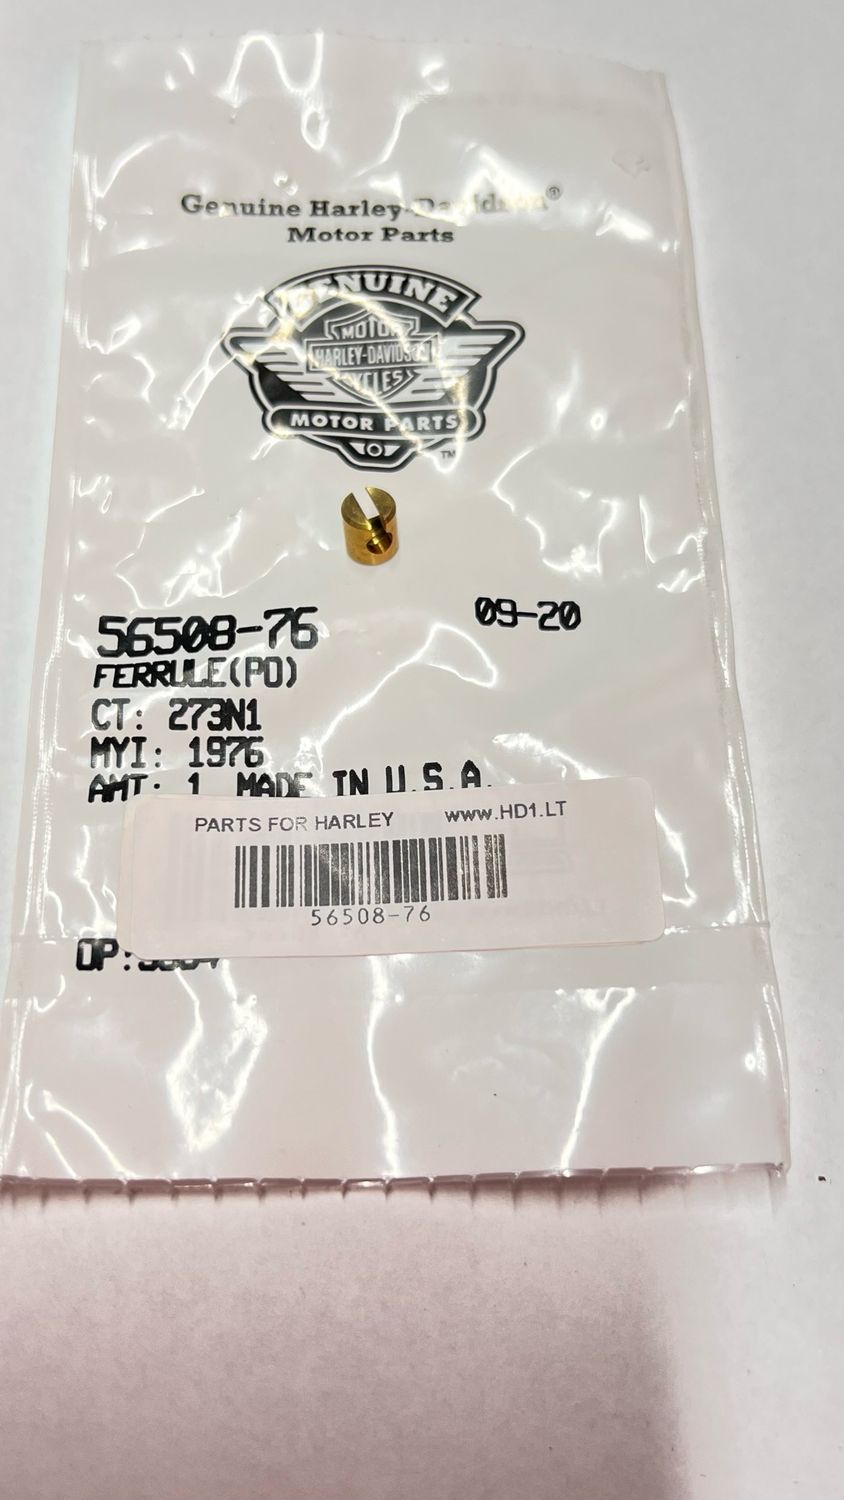 Genuine Harley-Davidson®
Motor Parts
GENUINE
MOTOR
HARLEY-DAVIDSON
CYCLES
MOTOR PARTS
TM
56508-76
09-20
FERRULE(PO)
CT: 273N1
MYI: 1976
AMT: 1 MADE IN U.S.A.
PARTS FOR HARLEY www.HD1.LT
56508-76
OP: